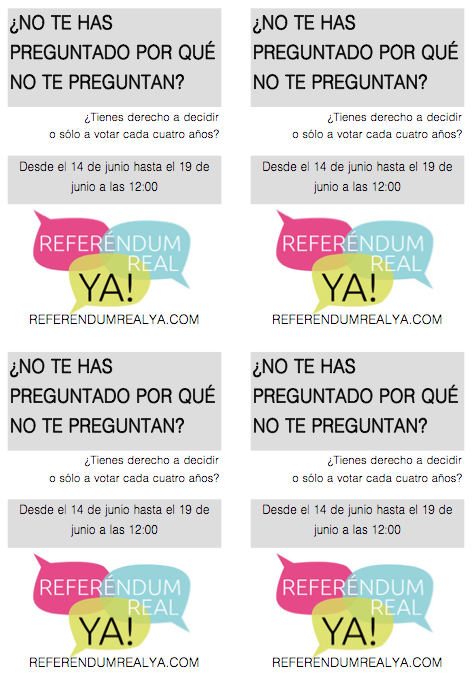 ¿NO TE HAS
PREGUNTADO POR QUÉ
NO TE PREGUNTAN?
¿Tienes derecho a decidir
o sólo a votar cada cuatro años?
Desde el 14 de junio hasta el 19 de
junio a las 12:00
REFERÉNDUM
REAL
YA!
REFERENDUMREALYA.COM
¿NO TE HAS
PREGUNTADO POR QUÉ
NO TE PREGUNTAN?
¿Tienes derecho a decidir
o sólo a votar cada cuatro años?
Desde el 14 de junio hasta el 19 de
junio a las 12:00
REFERÉNDUM
REAL
YA!
REFERENDUMREALYA.COM
¿NO TE HAS
PREGUNTADO POR QUÉ
NO TE PREGUNTAN?
¿Tienes derecho a decidir
o sólo a votar cada cuatro años?
Desde el 14 de junio hasta el 19 de
junio a las 12:00
REFERÉNDUM
REAL
YA!
REFERENDUMREALYA.COM
¿NO TE HAS
PREGUNTADO POR QUÉ
NO TE PREGUNTAN?
¿Tienes derecho a decidir
o sólo a votar cada cuatro años?
Desde el 14 de junio hasta el 19 de
junio a las 12:00
REFERÉNDUM
REAL
YA!
REFERENDUMREALYA.COM